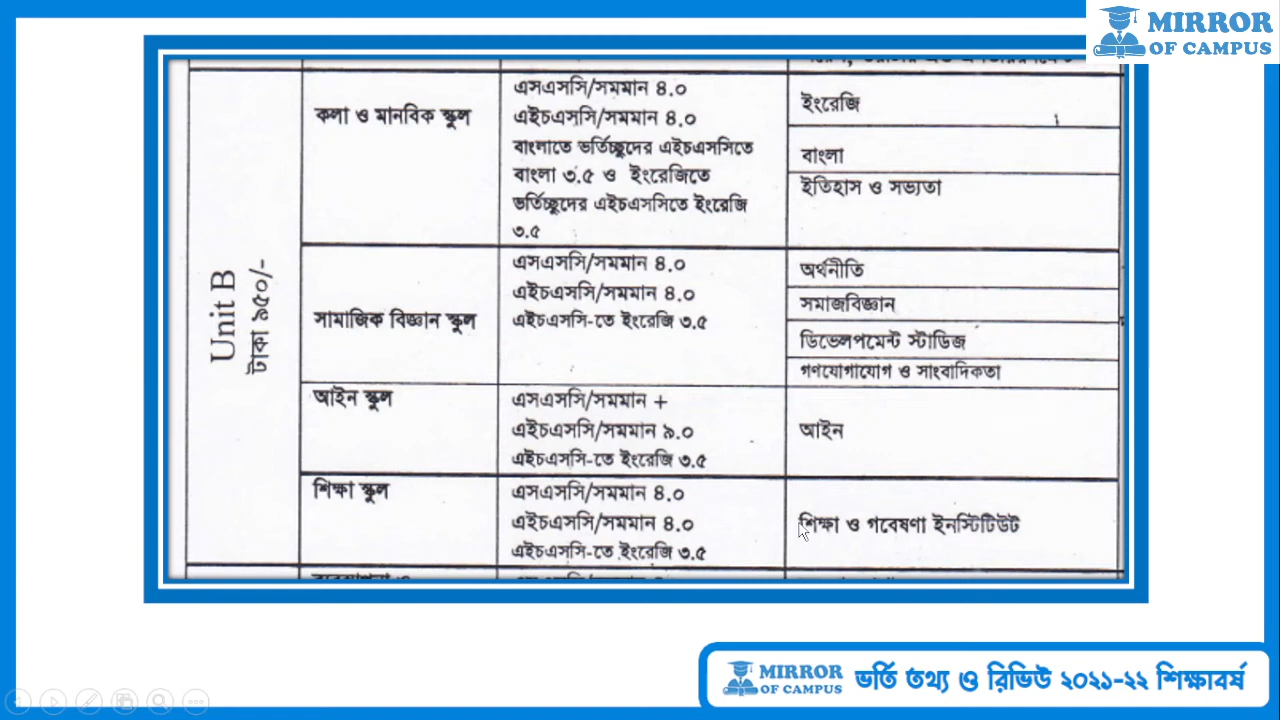 MIRROR
OF CAMPUS
Unit B
টাকা ৯৫০/-
কলা ও মানবিক স্কুল
এসএসসি/সমমান ৪.০
এইচএসসি/সমমান ৪.০
বাংলাতে ভর্তিচ্ছুদের এইচএসসিতে
বাংলা ৩.৫ ও ইংরেজিতে
ভর্তিচ্ছুদের এইচএসসিতে ইংরেজি
৩.৫
ইংরেজি
বাংলা
ইতিহাস ও সভ্যতা
সামাজিক বিজ্ঞান স্কুল
এসএসসি/সমমান ৪.০
এইচএসসি/সমমান ৪.০
এইচএসসি-তে ইংরেজি ৩.৫
অর্থনীতি
সমাজবিজ্ঞান
ডিভেলপমেন্ট স্টাডিজ
গণযোগাযোগ ও সাংবাদিকতা
আইন স্কুল
এসএসসি/সমমান +
এইচএসসি/সমমান ৯.০
এইচএসসি-তে ইংরেজি ৩.৫
আইন
শিক্ষা স্কুল
এসএসসি/সমমান ৪.০
এইচএসসি/সমমান ৪.০
এইচএসসি-তে ইংরেজি ৩.৫
শিক্ষা ও গবেষণা ইনস্টিটিউট
MIRROR
OF CAMPUS
ভর্তি তথ্য ও রিভিউ ২০২১-২২ শিক্ষাবর্ষ